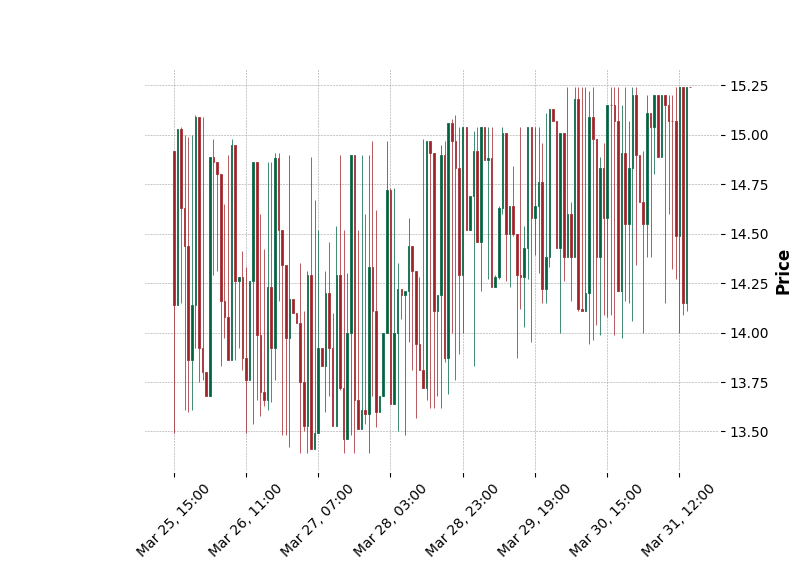 15.25
15.00
14.75
14.50
14.25
14.00
13.75
13.50
Price
Mar 25, 15:00
Mar 26, 11:00
Mar 27, 07:00
Mar 28, 03:00
Mar 28, 23:00
Mar 29, 19:00
Mar 30, 15:00
Mar 31, 12:00